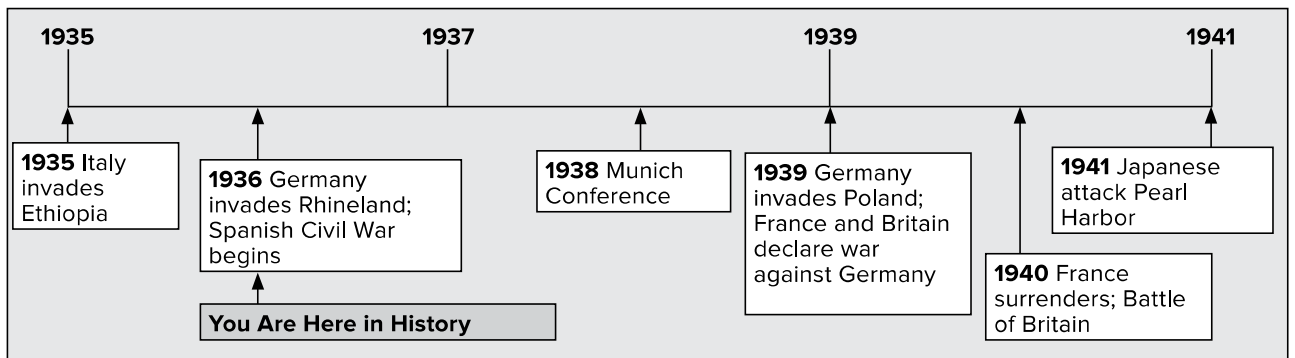 1935
1937
1939
1941
1935 Italy
invades
Ethiopia
1936 Germany
invades Rhineland;
Spanish Civil War
begins
You Are Here in History
1938 Munich
Conference
1939 Germany
invades Poland;
France and Britain
declare war
against Germany
1940 France
surrenders; Battle
of Britain
1941 Japanese
attack Pearl
Harbor